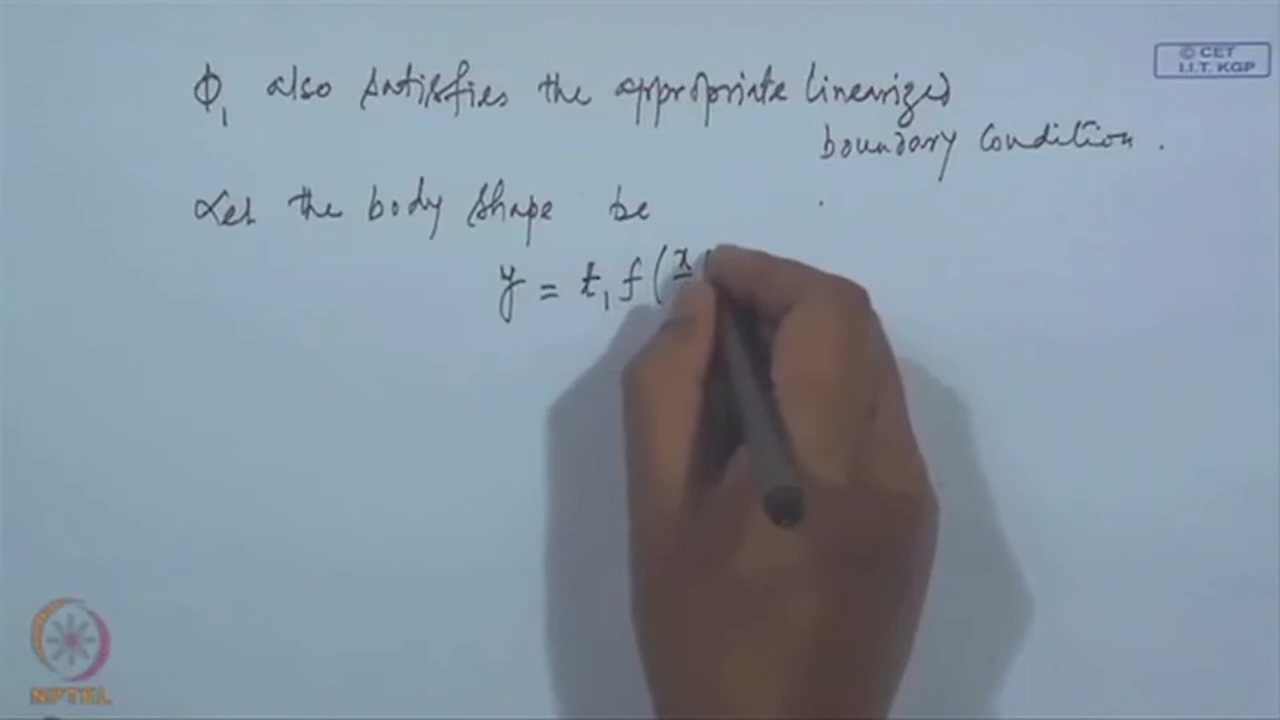 © CET
I.I.T. KGP
Φ₁ also satisfies the appropriate linearized
boundary condition.
Let the body shape be
y = t₁ f(x
NPTEL